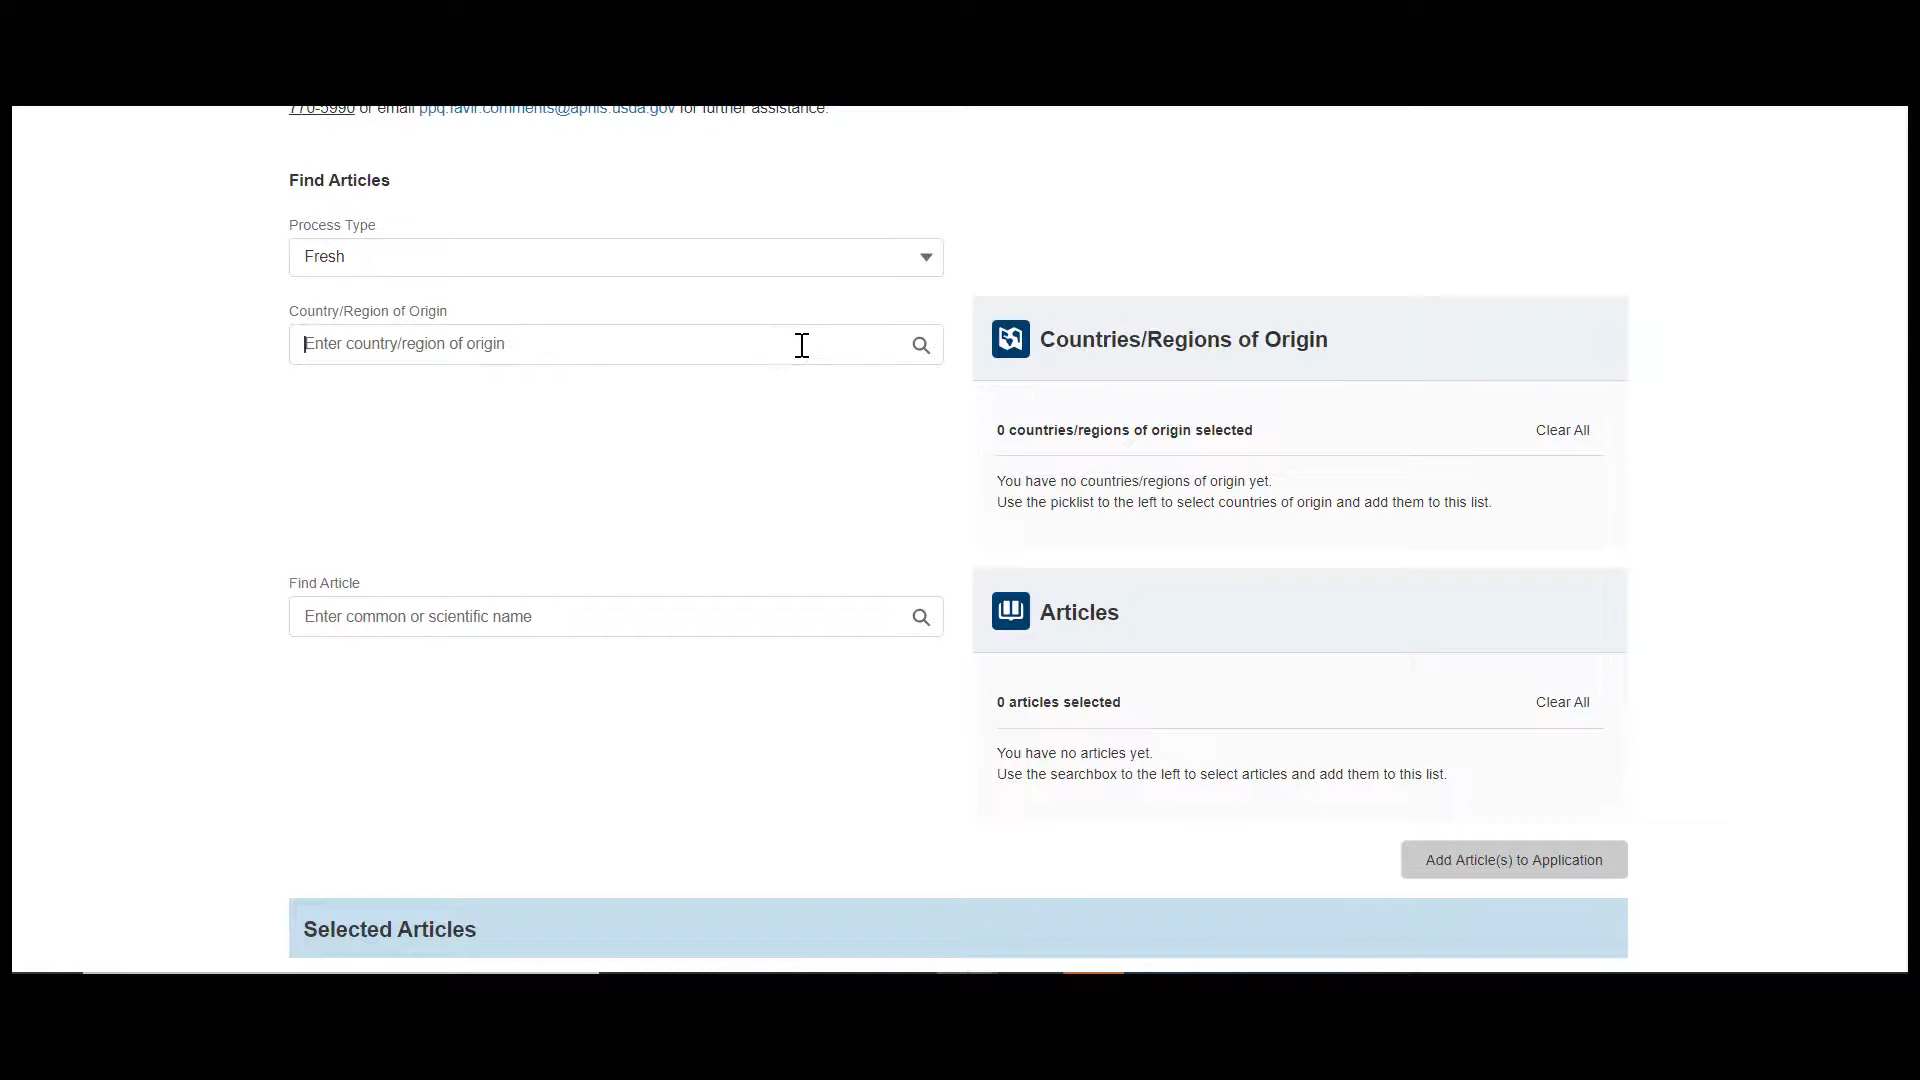 770-5990 or email ppq.favir.comments@aphis.usda.gov for further assistance.
Find Articles
Process Type
Fresh
Country/Region of Origin
Enter country/region of origin
Countries/Regions of Origin
0 countries/regions of origin selected
Clear All
You have no countries/regions of origin yet.
Use the picklist to the left to select countries of origin and add them to this list.
Find Article
Enter common or scientific name
Articles
0 articles selected
Clear All
You have no articles yet.
Use the searchbox to the left to select articles and add them to this list.
Add Article(s) to Application
Selected Articles